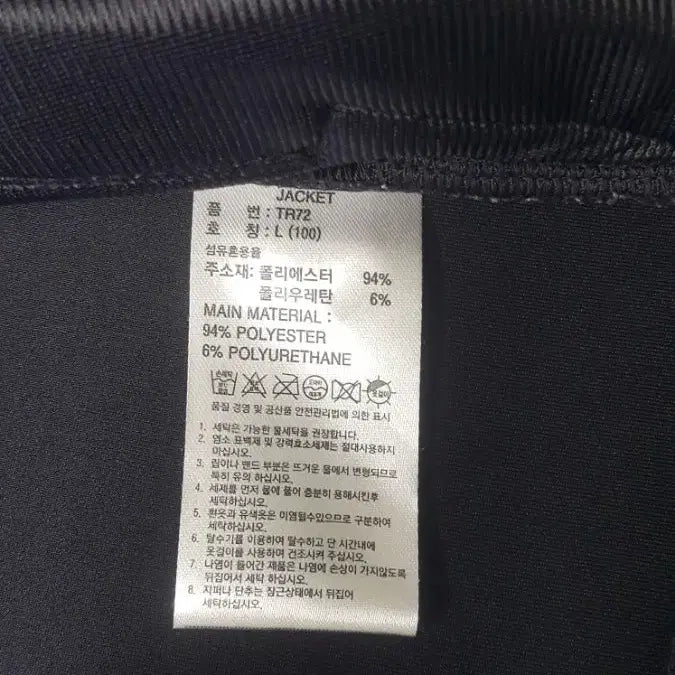 JACKET
품 번 : TR72
호 칭 : L (100)
섬유혼용율
주소재: 폴리에스터 94%
폴리우레탄 6%
MAIN MATERIAL :
94% POLYESTER
6% POLYURETHANE
손세탁
옷걸이
품질 경영 및 공산품 안전관리법에 의한 표시
1. 세탁은 가능한 물세탁을 권장합니다.
2. 염소 표백제 및 강력효소세제는 절대사용하지
마십시오.
3. 립이나 밴드 부분은 뜨거운 물에서 변형되므로
특히 유의 하십시오.
4. 세제를 먼저 물에 풀어 충분히 용해시킨후
세탁하십시오.
5. 흰옷과 유색옷은 이염될수있으므로 구분하여
세탁하십시오.
6. 탈수기를 이용하여 탈수하고 단 시간내에
옷걸이를 사용하여 건조시켜 주십시오.
7. 나염이 들어간 제품은 나염에 손상이 가지않도록
뒤집어서 세탁 하십시오.
8. 지퍼나 단추는 잠근상태에서 뒤집어
세탁하십시오.